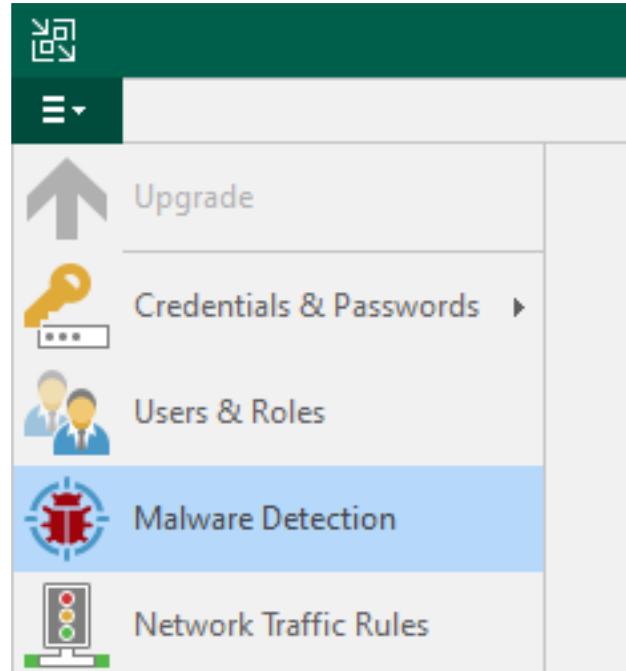 Upgrade
Credentials & Passwords
Users & Roles
Malware Detection
Network Traffic Rules